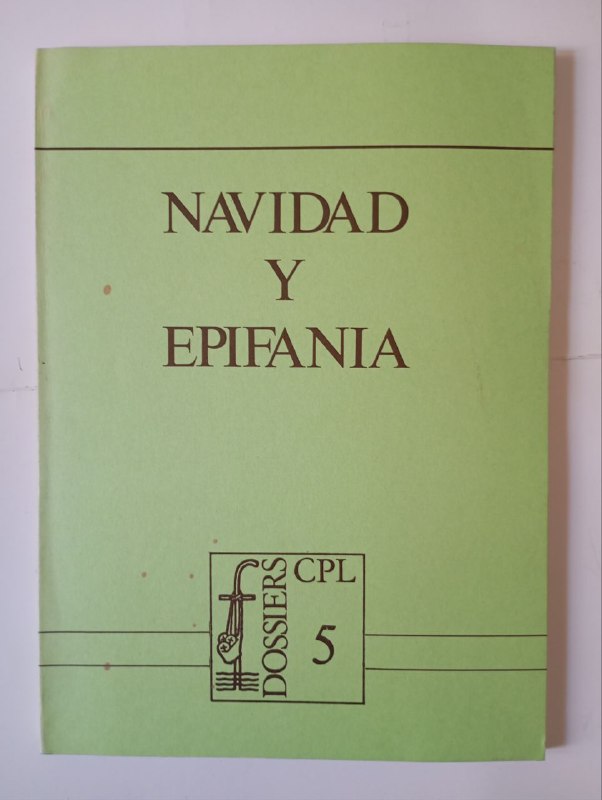 NAVIDAD
Y
EPIFANIA
DOSSIERS
CPL
5